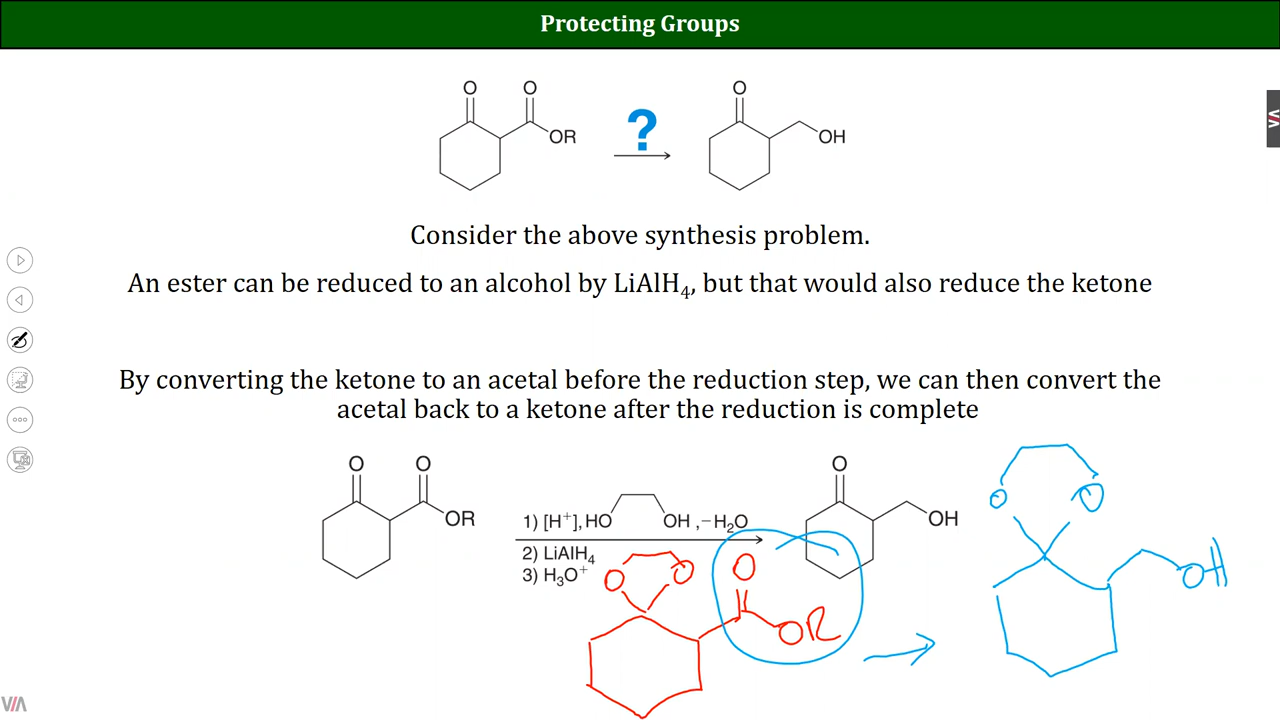 Protecting Groups
O O
OR
?
O
OH
Consider the above synthesis problem.
An ester can be reduced to an alcohol by LiAlH₄, but that would also reduce the ketone
By converting the ketone to an acetal before the reduction step, we can then convert the
acetal back to a ketone after the reduction is complete
O O
OR
1) [H⁺], HO OH , −H₂O
2) LiAlH₄
3) H₃O⁺
O
OH
O O
O
OR
O O
OH
VIA